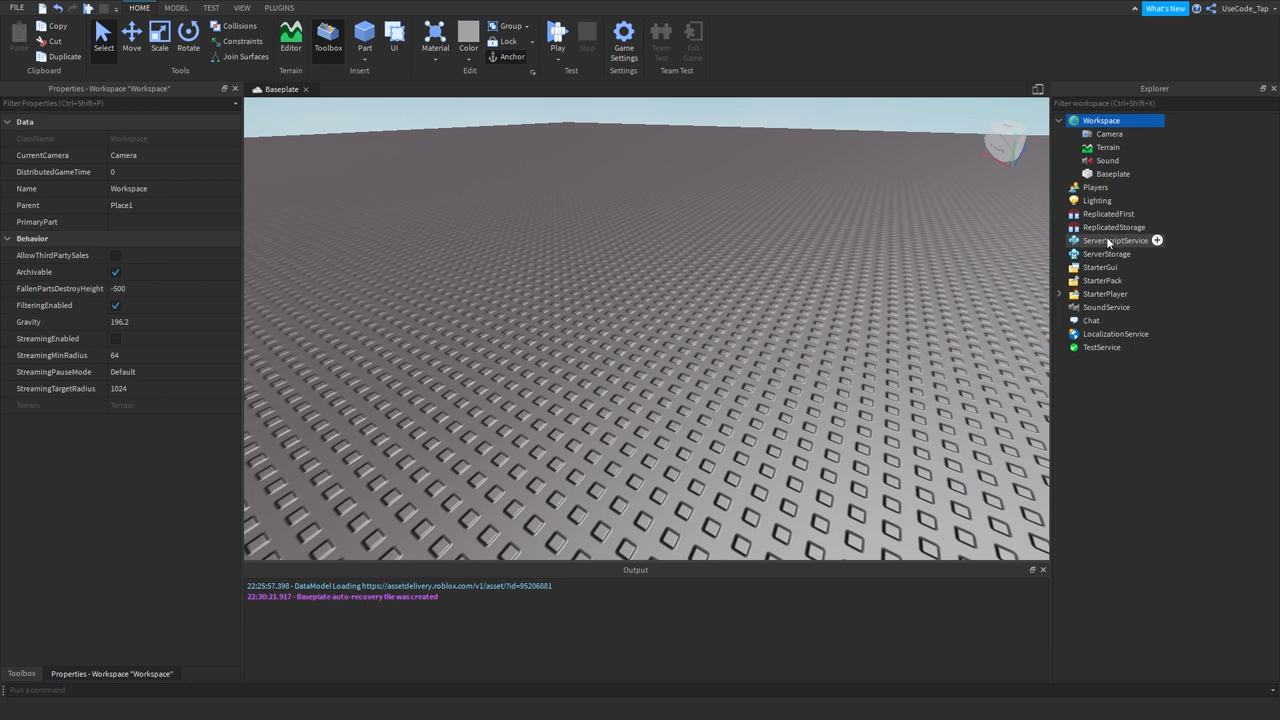 FILE
HOME
MODEL
TEST
VIEW
PLUGINS
What's New
UseCode_Tap
Paste
Copy
Cut
Duplicate
Clipboard
Select
Move
Scale
Rotate
Collisions
Constraints
Join Surfaces
Tools
Editor
Terrain
Toolbox
Part
UI
Insert
Material
Color
Group
Lock
Anchor
Edit
Play
Stop
Test
Game
Settings
Settings
Team
Test
Exit
Game
Team Test
Properties - Workspace "Workspace"
Filter Properties (Ctrl+Shift+P)
Data
ClassName Workspace
CurrentCamera Camera
DistributedGameTime 0
Name Workspace
Parent Place1
PrimaryPart
Behavior
AllowThirdPartySales
Archivable
FallenPartsDestroyHeight -500
FilteringEnabled
Gravity 196.2
StreamingEnabled
StreamingMinRadius 64
StreamingPauseMode Default
StreamingTargetRadius 1024
Terrain Terrain
Toolbox
Properties - Workspace "Workspace"
Run a command
Baseplate
Output
22:25:57.398 - DataModel Loading https://assetdelivery.roblox.com/v1/asset/?id=95206881
22:30:21.917 - Baseplate auto-recovery file was created
Explorer
Filter workspace (Ctrl+Shift+X)
Workspace
Camera
Terrain
Sound
Baseplate
Players
Lighting
ReplicatedFirst
ReplicatedStorage
ServerScriptService
ServerStorage
StarterGui
StarterPack
StarterPlayer
SoundService
Chat
LocalizationService
TestService